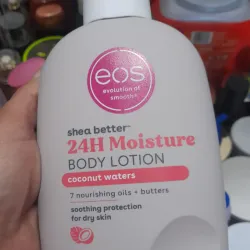 eos
evolution of
smooth®
shea better™
24H Moisture
BODY LOTION
coconut waters
7 nourishing oils + butters
soothing protection
for dry skin